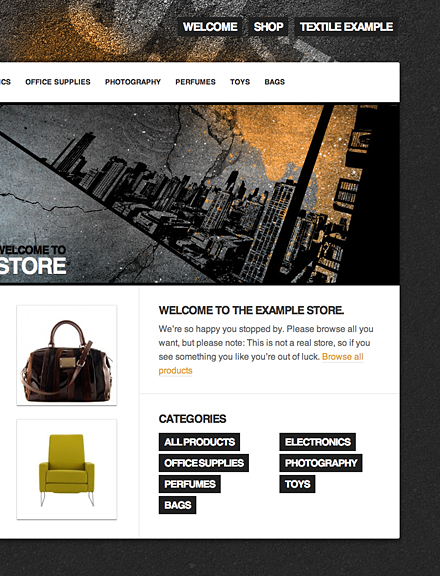 WELCOME SHOP TEXTILE EXAMPLE
CS OFFICE SUPPLIES PHOTOGRAPHY PERFUMES TOYS BAGS
WELCOME TO
STORE
WELCOME TO THE EXAMPLE STORE.
We're so happy you stopped by. Please browse all you
want, but please note: This is not a real store, so if you
see something you like you're out of luck. Browse all
products
CATEGORIES
ALL PRODUCTS ELECTRONICS
OFFICE SUPPLIES PHOTOGRAPHY
PERFUMES TOYS
BAGS